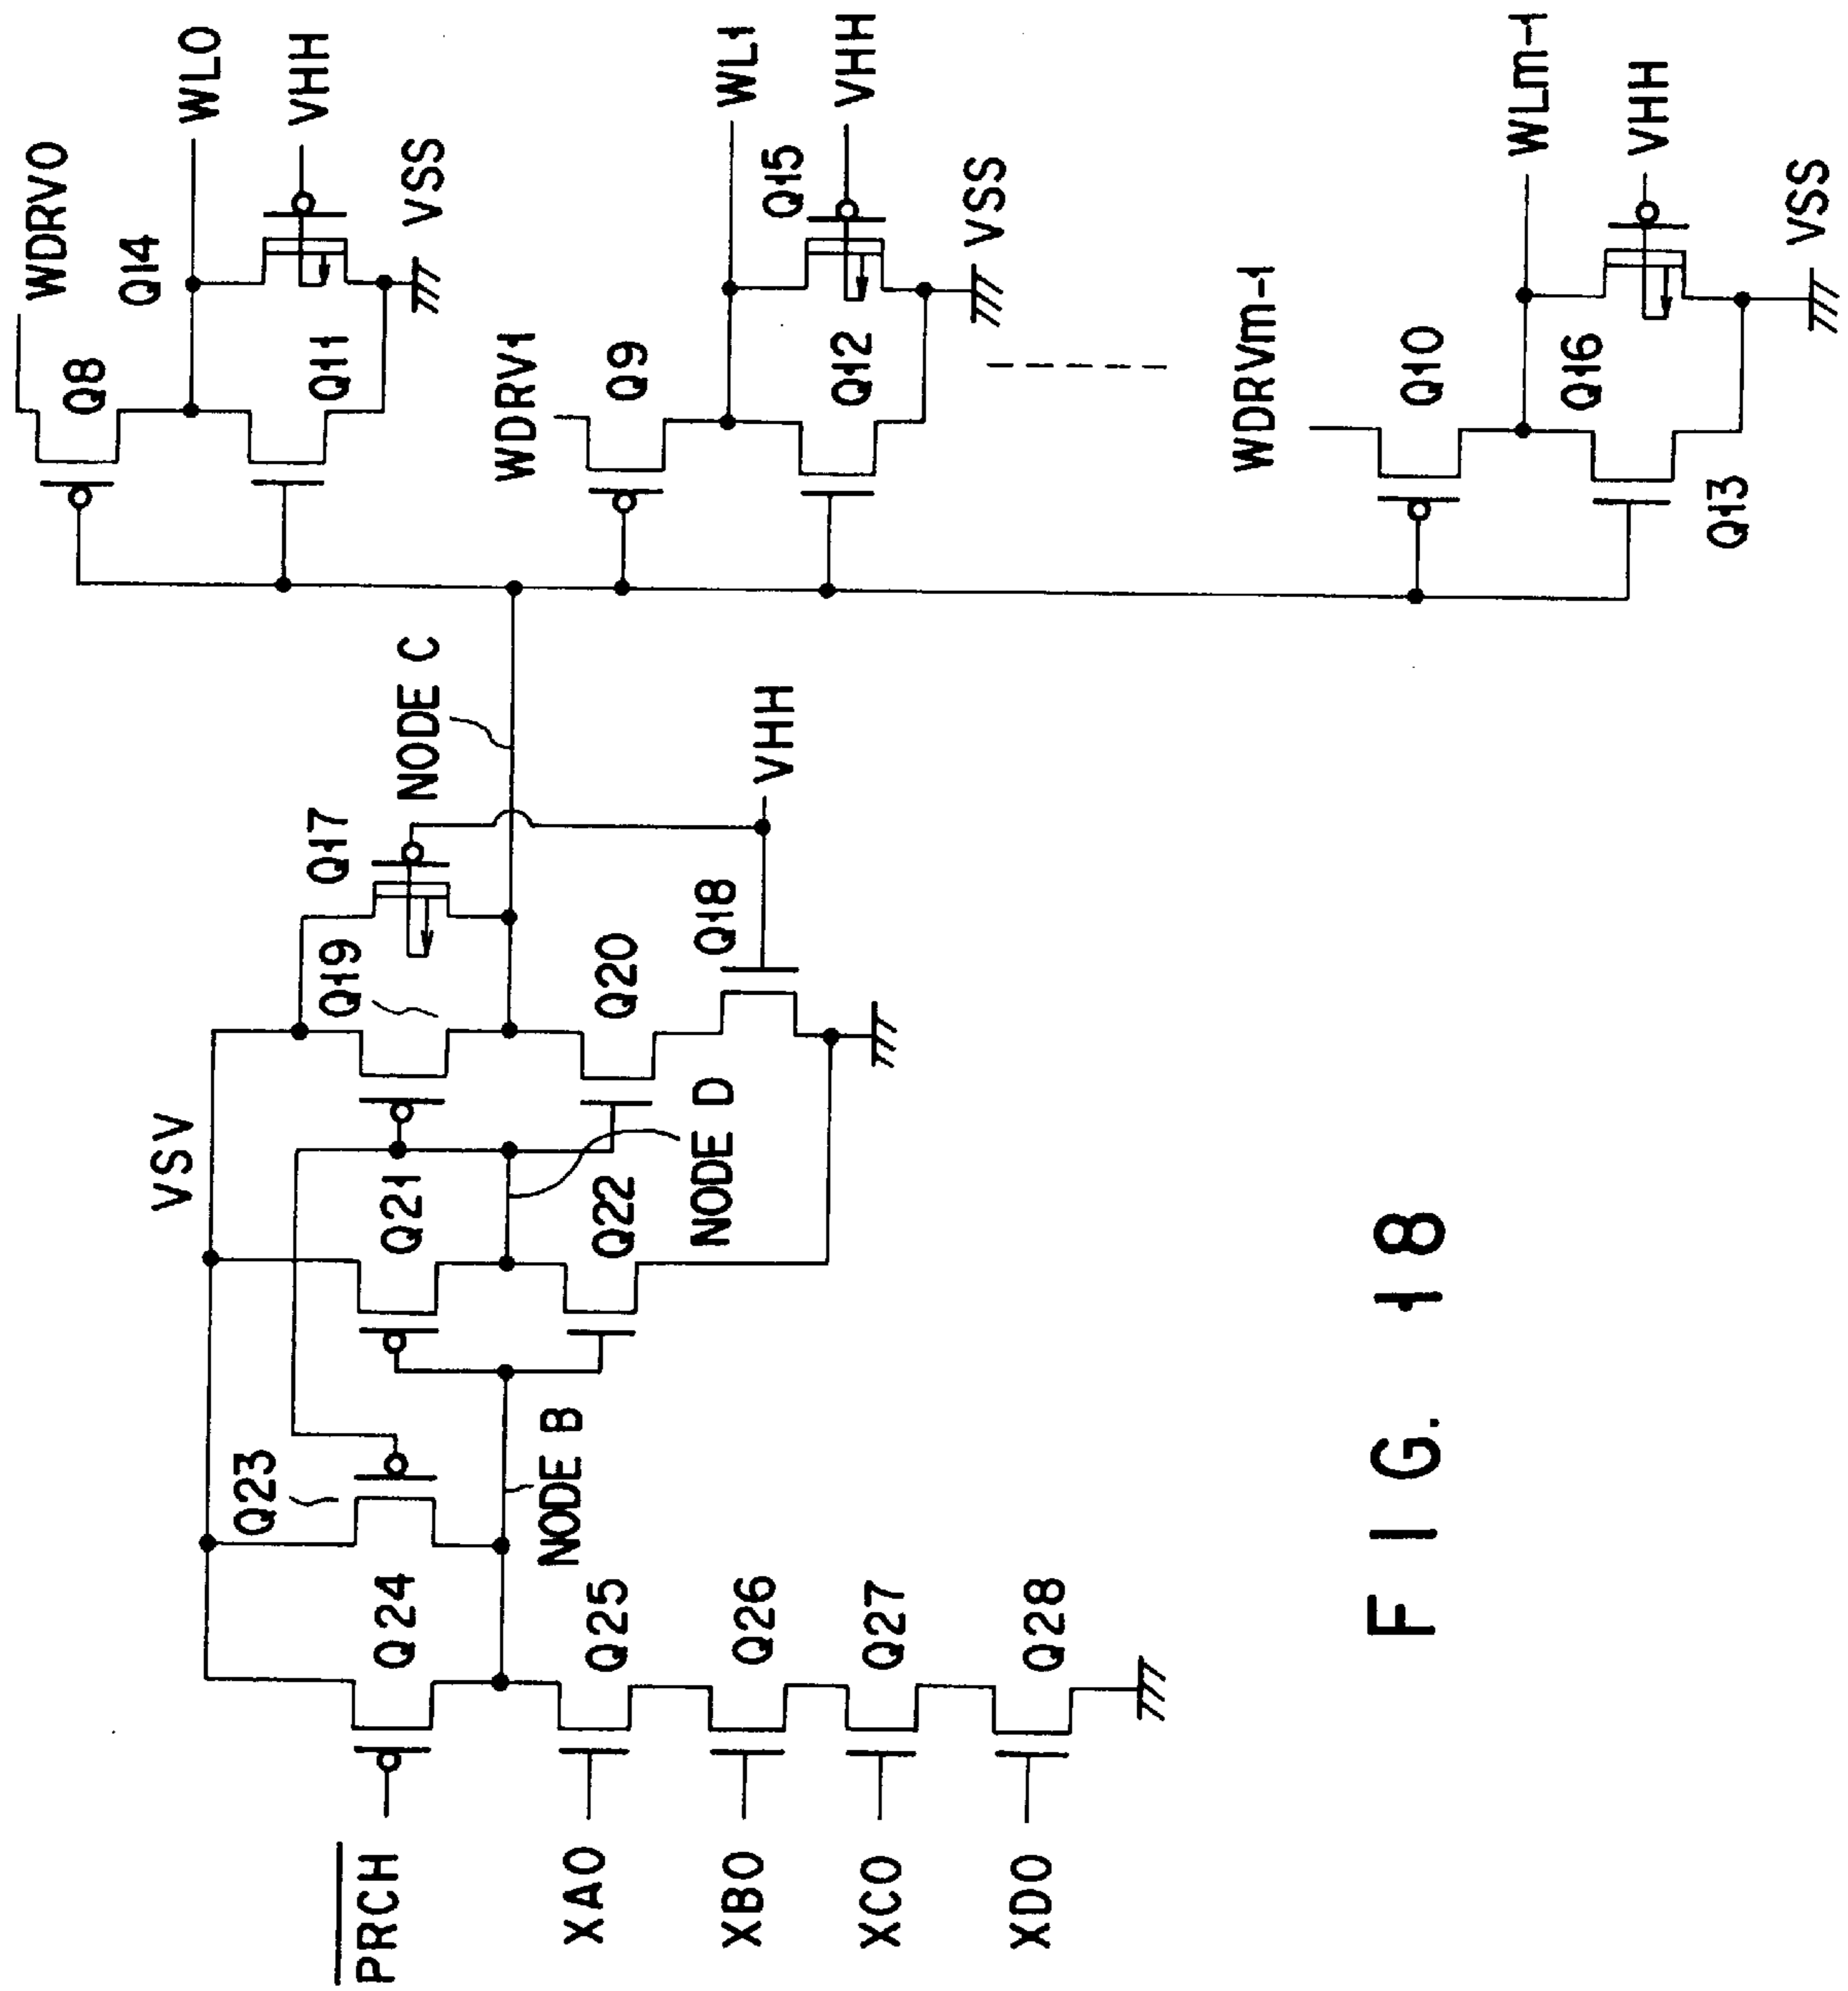 WDRV0
Q8
Q14
WL0
Q11
VHH
VSS
WDRV1
Q9
WL1
Q15
Q12
VHH
VSS
WDRVm-1
Q10
WLm-1
Q16
VHH
Q13
VSS
VSV
Q17
Q19
NODE C
Q20
Q18
VHH
Q21
Q22
NODE D
Q23
NODE B
Q24
Q25
Q26
Q27
Q28
PRCH
XA0
XB0
XC0
XD0
FIG. 18